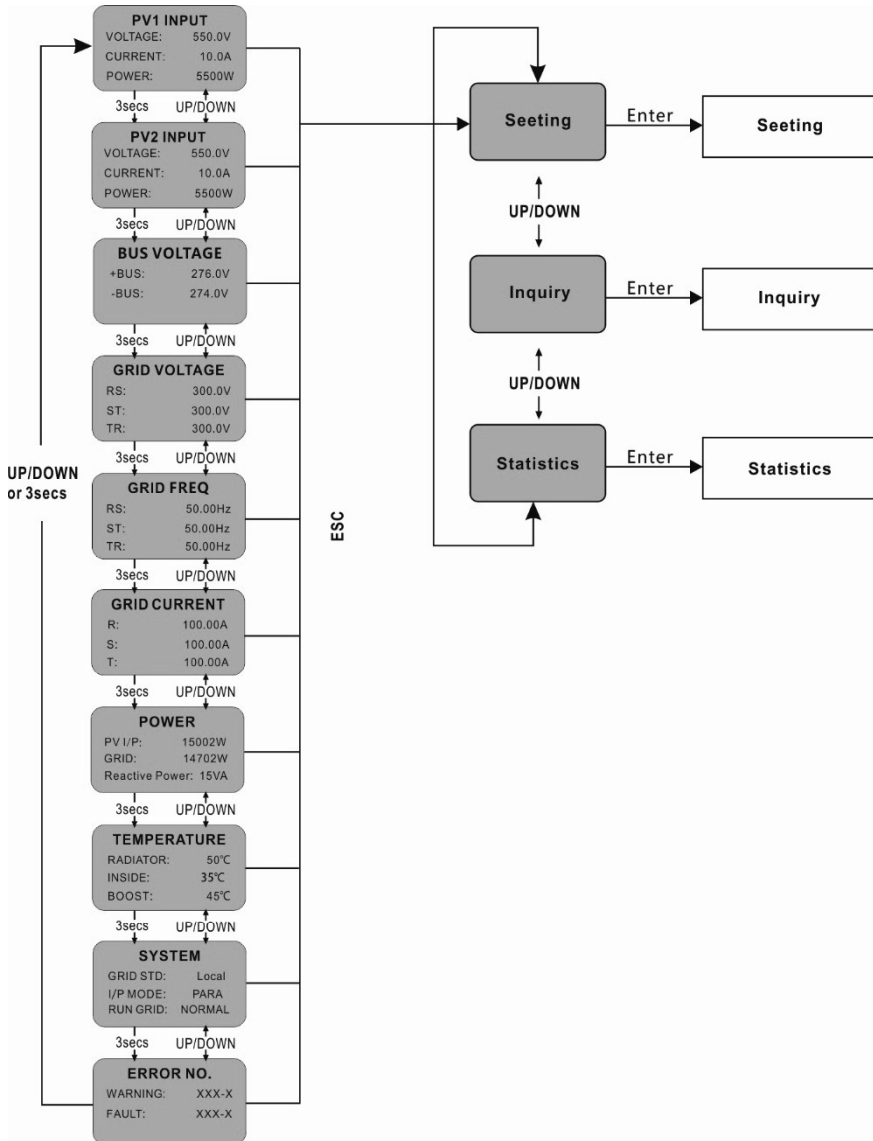 PV1 INPUT
VOLTAGE: 550.0V
CURRENT: 10.0A
POWER: 5500W
3secs UP/DOWN
PV2 INPUT
VOLTAGE: 550.0V
CURRENT: 10.0A
POWER: 5500W
3secs UP/DOWN
BUS VOLTAGE
+BUS: 276.0V
-BUS: 274.0V
3secs UP/DOWN
GRID VOLTAGE
RS: 300.0V
ST: 300.0V
TR: 300.0V
3secs UP/DOWN
GRID FREQ
RS: 50.00Hz
ST: 50.00Hz
TR: 50.00Hz
3secs UP/DOWN
GRID CURRENT
R: 100.00A
S: 100.00A
T: 100.00A
3secs UP/DOWN
POWER
PV I/P: 15002W
GRID: 14702W
Reactive Power: 15VA
3secs UP/DOWN
TEMPERATURE
RADIATOR: 50℃
INSIDE: 35℃
BOOST: 45℃
3secs UP/DOWN
SYSTEM
GRID STD: Local
I/P MODE: PARA
RUN GRID: NORMAL
3secs UP/DOWN
ERROR NO.
WARNING: XXX-X
FAULT: XXX-X
UP/DOWN
or 3secs
ESC
Seeting
Enter
Seeting
UP/DOWN
Inquiry
Enter
Inquiry
UP/DOWN
Statistics
Enter
Statistics